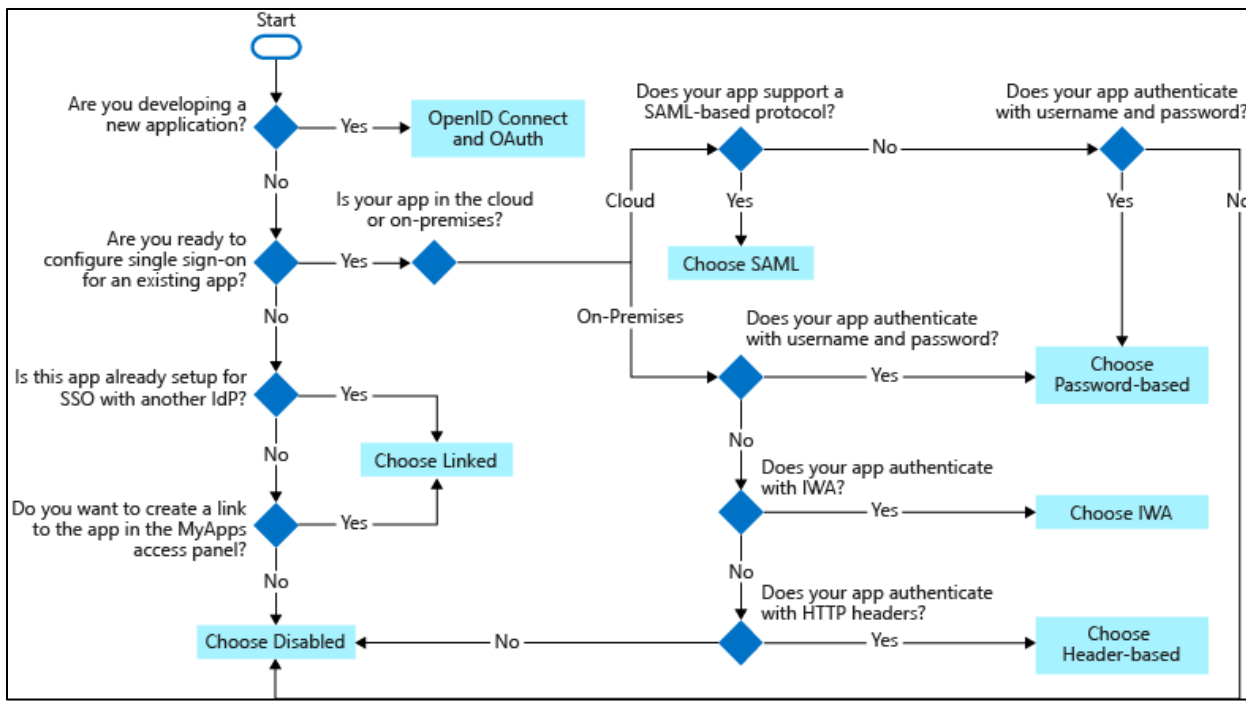 Start
Are you developing a
new application?
Yes
OpenID Connect
and OAuth
Does your app support a
SAML-based protocol?
No
Does your app authenticate
with username and password?
No
Is your app in the cloud
or on-premises?
Cloud
Yes
Yes
No
Are you ready to
configure single sign-on
for an existing app?
Yes
Choose SAML
No
On-Premises
Does your app authenticate
with username and password?
Yes
Choose
Password-based
Is this app already setup for
SSO with another IdP?
Yes
No
No
Choose Linked
Does your app authenticate
with IWA?
Yes
Choose IWA
Do you want to create a link
to the app in the MyApps
access panel?
Yes
No
No
Does your app authenticate
with HTTP headers?
Choose Disabled
No
Yes
Choose
Header-based